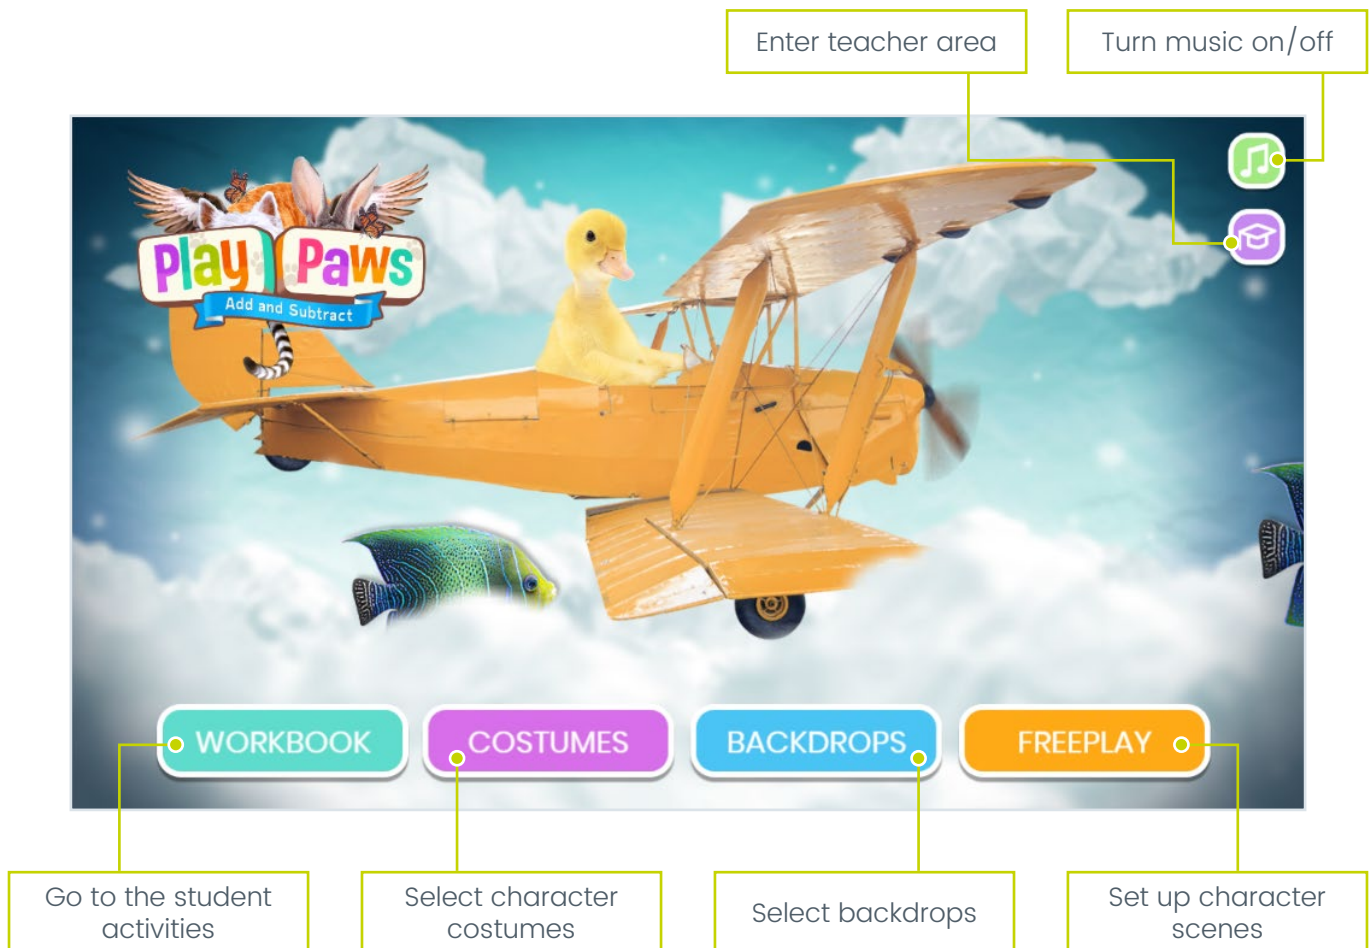 Enter teacher area
Turn music on/off
Play Paws
Add and Subtract
WORKBOOK
COSTUMES
BACKDROPS
FREEPLAY
Go to the student
activities
Select character
costumes
Select backdrops
Set up character
scenes